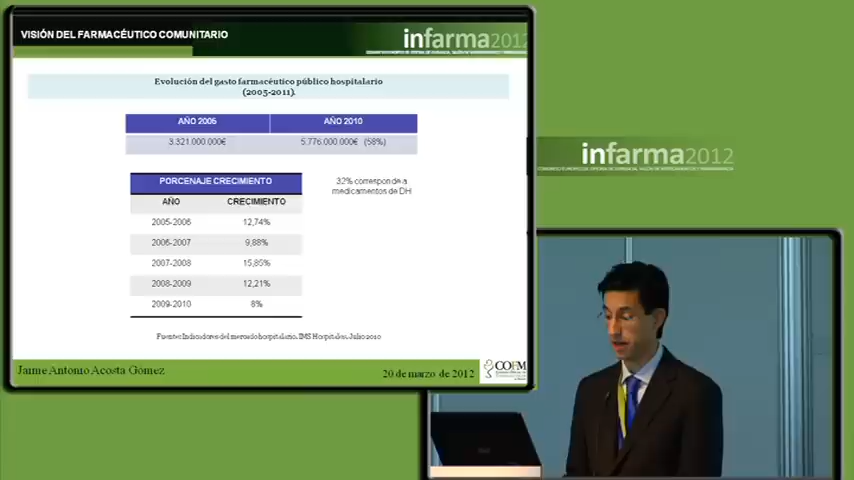 VISIÓN DEL FARMACÉUTICO COMUNITARIO
infarma2012
Evolución del gasto farmacéutico público hospitalario
(2005-2011).
AÑO 2005 AÑO 2010
3.321.000.000€ 5.776.000.000€ (58%)
PORCENAJE CRECIMIENTO
32% corresponde a
medicamentos de DH
AÑO CRECIMIENTO
2005-2006 12,74%
2006-2007 9,88%
2007-2008 15,85%
2008-2009 12,21%
2009-2010 8%
Fuente:Indicadores del mercado hospitalario. IMS Hospitales. Julio 2010
Jaime Antonio Acosta Gómez
20 de marzo de 2012
COFM
infarma2012